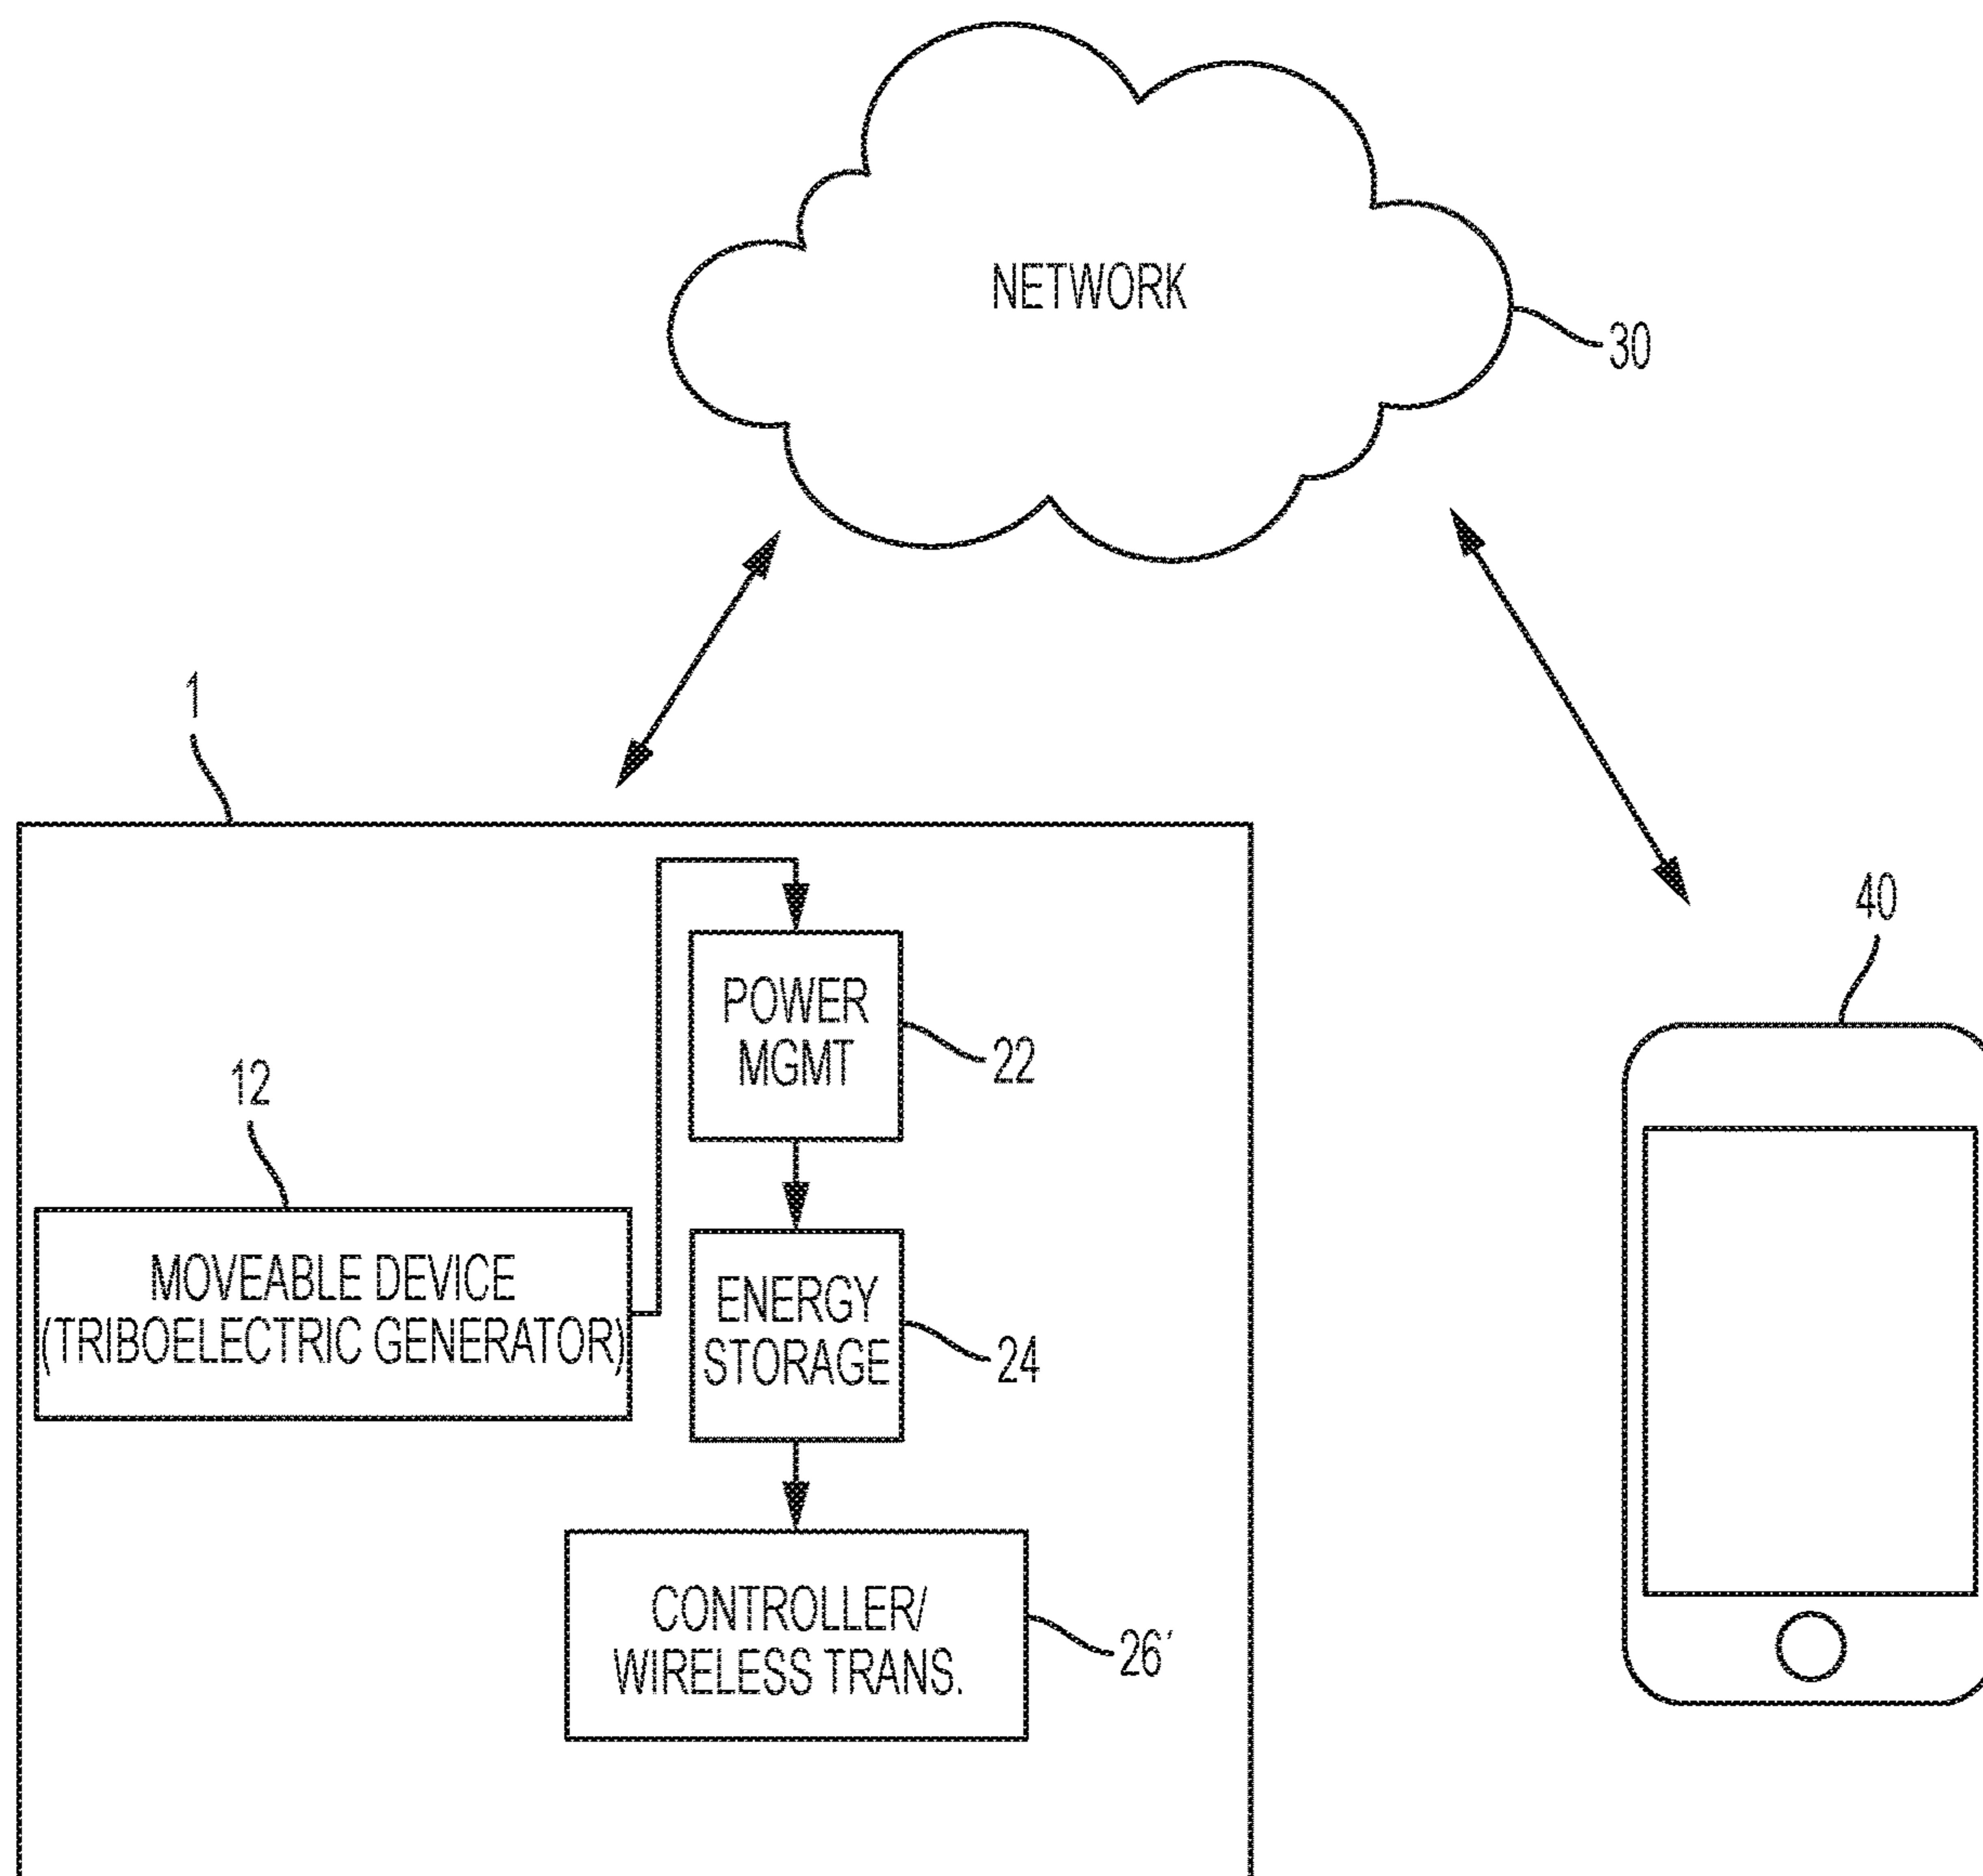 NETWORK
30
1
40
POWER
MGMT
22
12
MOVEABLE DEVICE
(TRIBOELECTRIC GENERATOR)
ENERGY
STORAGE
24
CONTROLLER/
WIRELESS TRANS.
26'